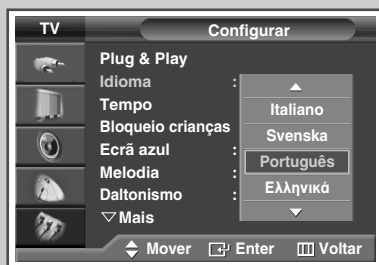 TV Configurar
Plug & Play
Idioma :
Tempo
Bloqueio crianças
Ecrã azul :
Melodia :
Daltonismo :
▽Mais
Italiano
Svenska
Português
Ελληνικά
Mover Enter Voltar